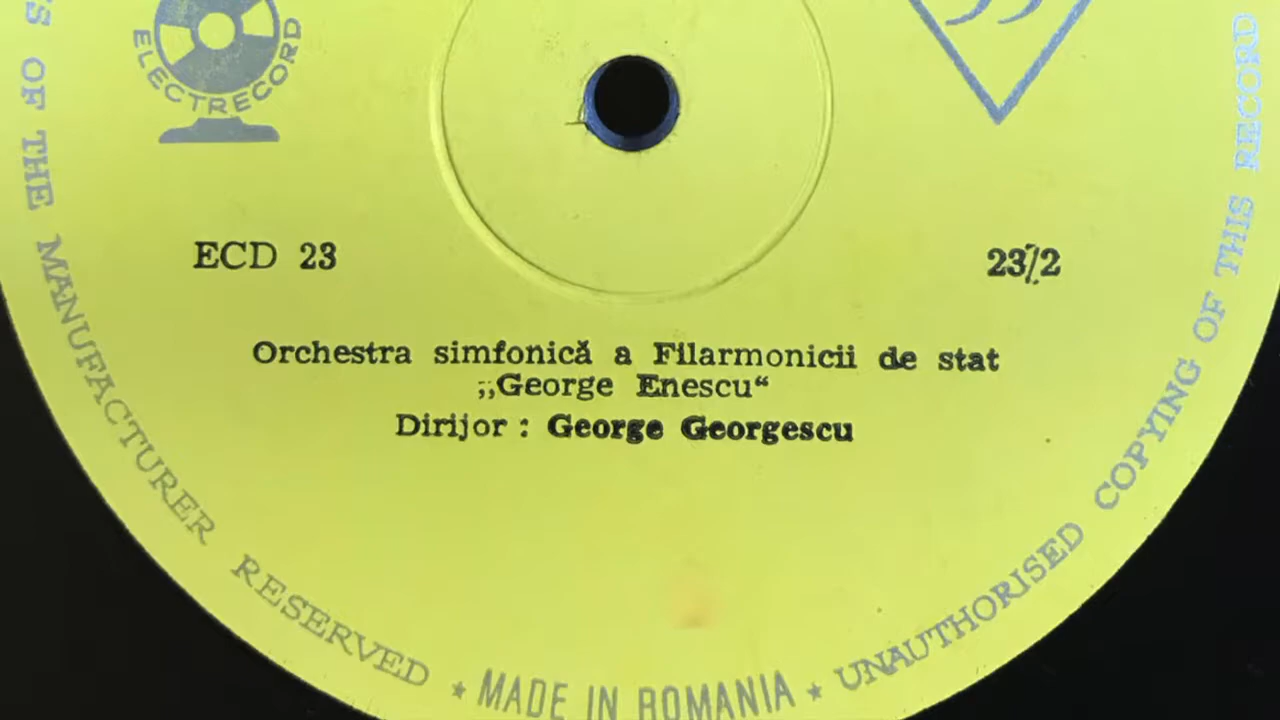 ELECTRECORD
ECD 23
23/2
Orchestra simfonică a Filarmonicii de stat
„George Enescu“
Dirijor : George Georgescu
OF THE MANUFACTURER RESERVED ★ MADE IN ROMANIA ★ UNAUTHORISED COPYING OF THIS RECORD